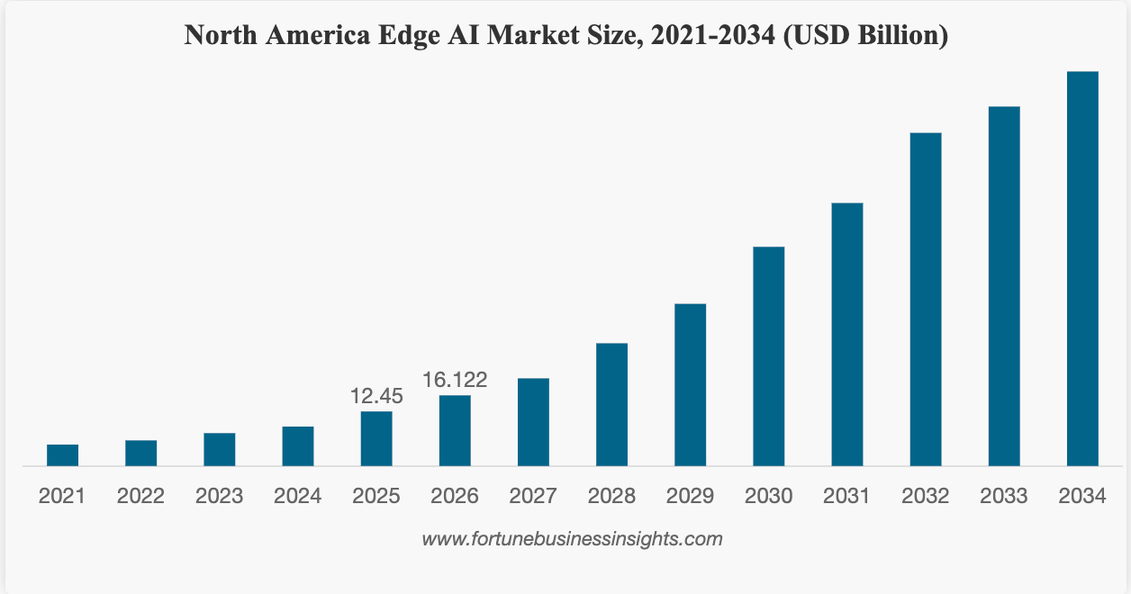 North America Edge AI Market Size, 2021-2034 (USD Billion)
12.45
16.122
2021 2022 2023 2024 2025 2026 2027 2028 2029 2030 2031 2032 2033 2034
www.fortunebusinessinsights.com